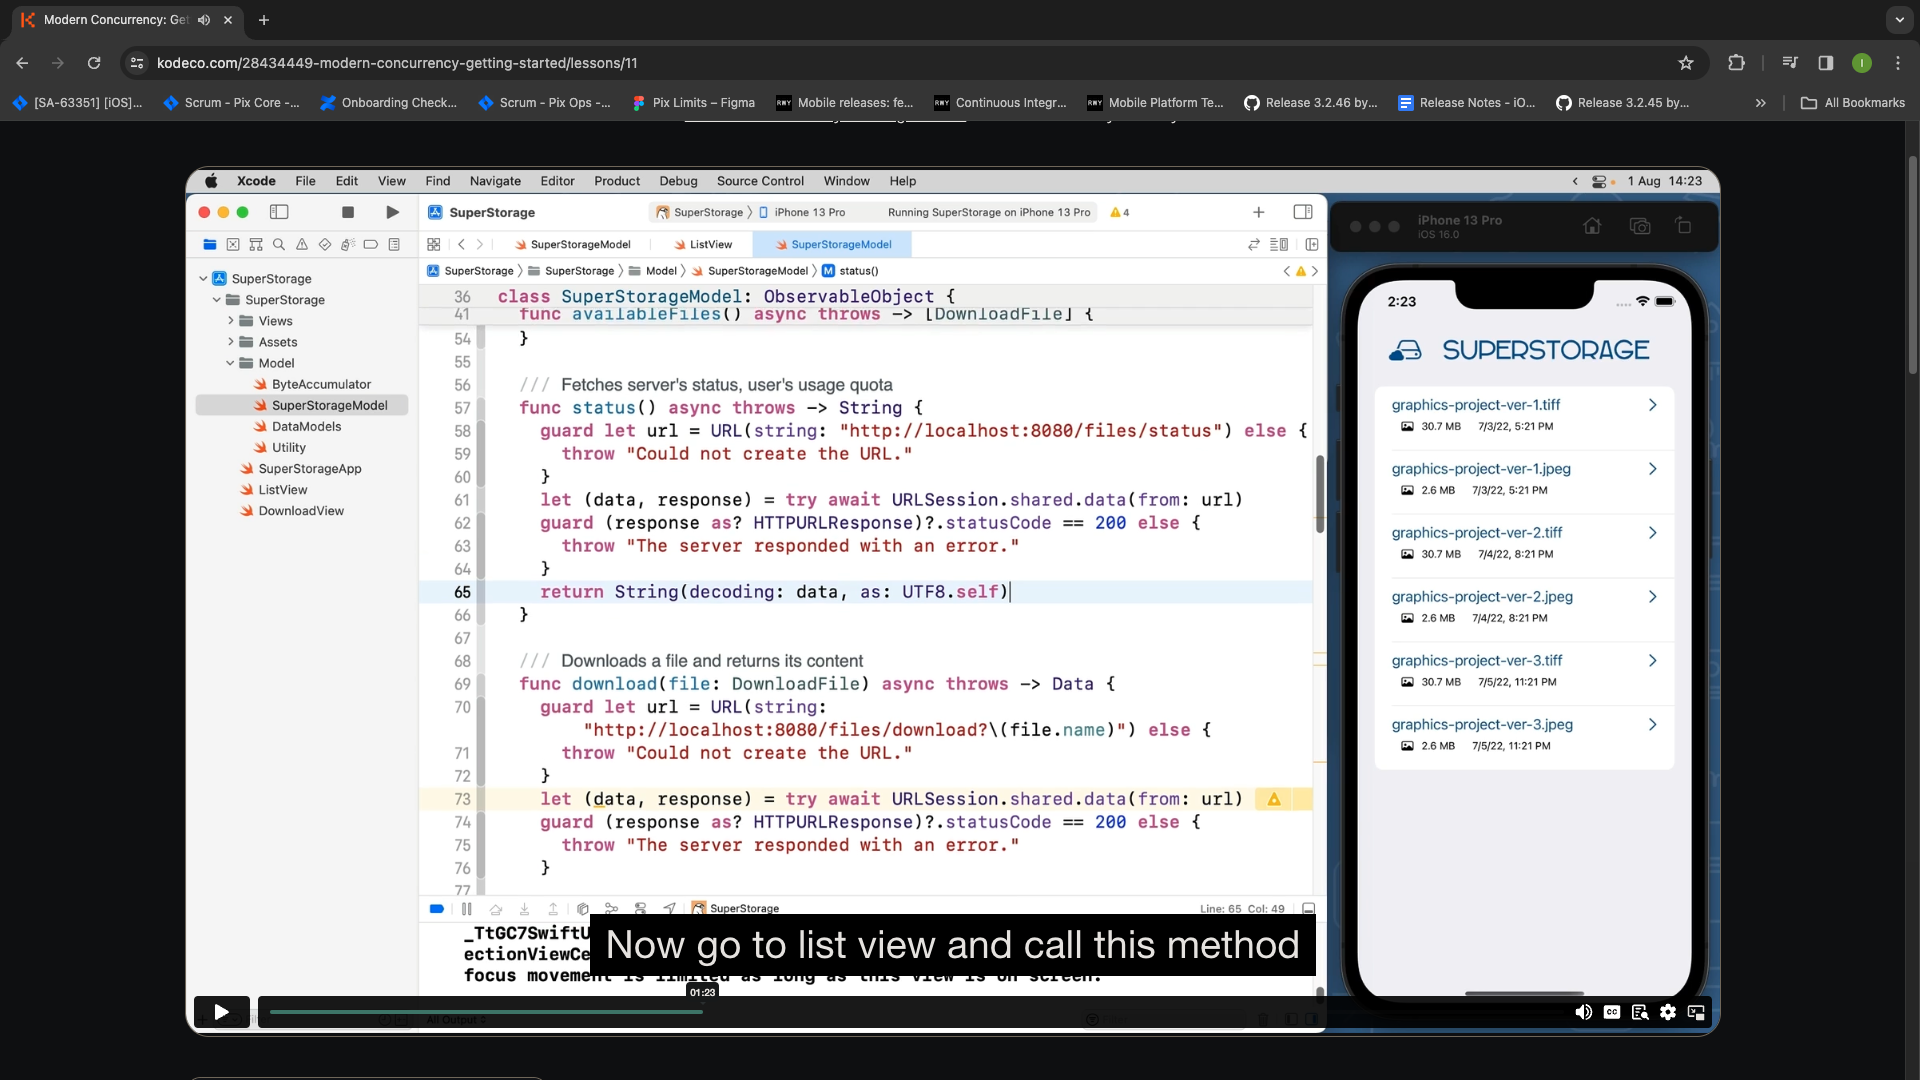 Modern Concurrency: Get
kodeco.com/28434449-modern-concurrency-getting-started/lessons/11
[SA-63351] [iOS]...
Scrum - Pix Core -...
Onboarding Check...
Scrum - Pix Ops -...
Pix Limits – Figma
Mobile releases: fe...
Continuous Integr...
Mobile Platform Te...
Release 3.2.46 by...
Release Notes - iO...
Release 3.2.45 by...
All Bookmarks
Xcode File Edit View Find Navigate Editor Product Debug Source Control Window Help
1 Aug 14:23
SuperStorage
SuperStorage iPhone 13 Pro
Running SuperStorage on iPhone 13 Pro
4
SuperStorageModel
ListView
SuperStorageModel
SuperStorage
SuperStorage
Model
SuperStorageModel
M status()
SuperStorage
SuperStorage
Views
Assets
Model
ByteAccumulator
SuperStorageModel
DataModels
Utility
SuperStorageApp
ListView
DownloadView
36 class SuperStorageModel: ObservableObject {
41 func availableFiles() async throws -> [DownloadFile] {
54 }
55
56 /// Fetches server's status, user's usage quota
57 func status() async throws -> String {
58 guard let url = URL(string: "http://localhost:8080/files/status") else {
59 throw "Could not create the URL."
60 }
61 let (data, response) = try await URLSession.shared.data(from: url)
62 guard (response as? HTTPURLResponse)?.statusCode == 200 else {
63 throw "The server responded with an error."
64 }
65 return String(decoding: data, as: UTF8.self)
66 }
67
68 /// Downloads a file and returns its content
69 func download(file: DownloadFile) async throws -> Data {
70 guard let url = URL(string:
"http://localhost:8080/files/download?\(file.name)") else {
71 throw "Could not create the URL."
72 }
73 let (data, response) = try await URLSession.shared.data(from: url)
74 guard (response as? HTTPURLResponse)?.statusCode == 200 else {
75 throw "The server responded with an error."
76 }
77
SuperStorage
Line: 65 Col: 49
_TtGC7SwiftU
ectionViewCe
focus movement is limited as long as this view is on screen.
Now go to list view and call this method
01:23
All Output
CC
iPhone 13 Pro
iOS 16.0
2:23
SUPERSTORAGE
graphics-project-ver-1.tiff
30.7 MB 7/3/22, 5:21 PM
graphics-project-ver-1.jpeg
2.6 MB 7/3/22, 5:21 PM
graphics-project-ver-2.tiff
30.7 MB 7/4/22, 8:21 PM
graphics-project-ver-2.jpeg
2.6 MB 7/4/22, 8:21 PM
graphics-project-ver-3.tiff
30.7 MB 7/5/22, 11:21 PM
graphics-project-ver-3.jpeg
2.6 MB 7/5/22, 11:21 PM